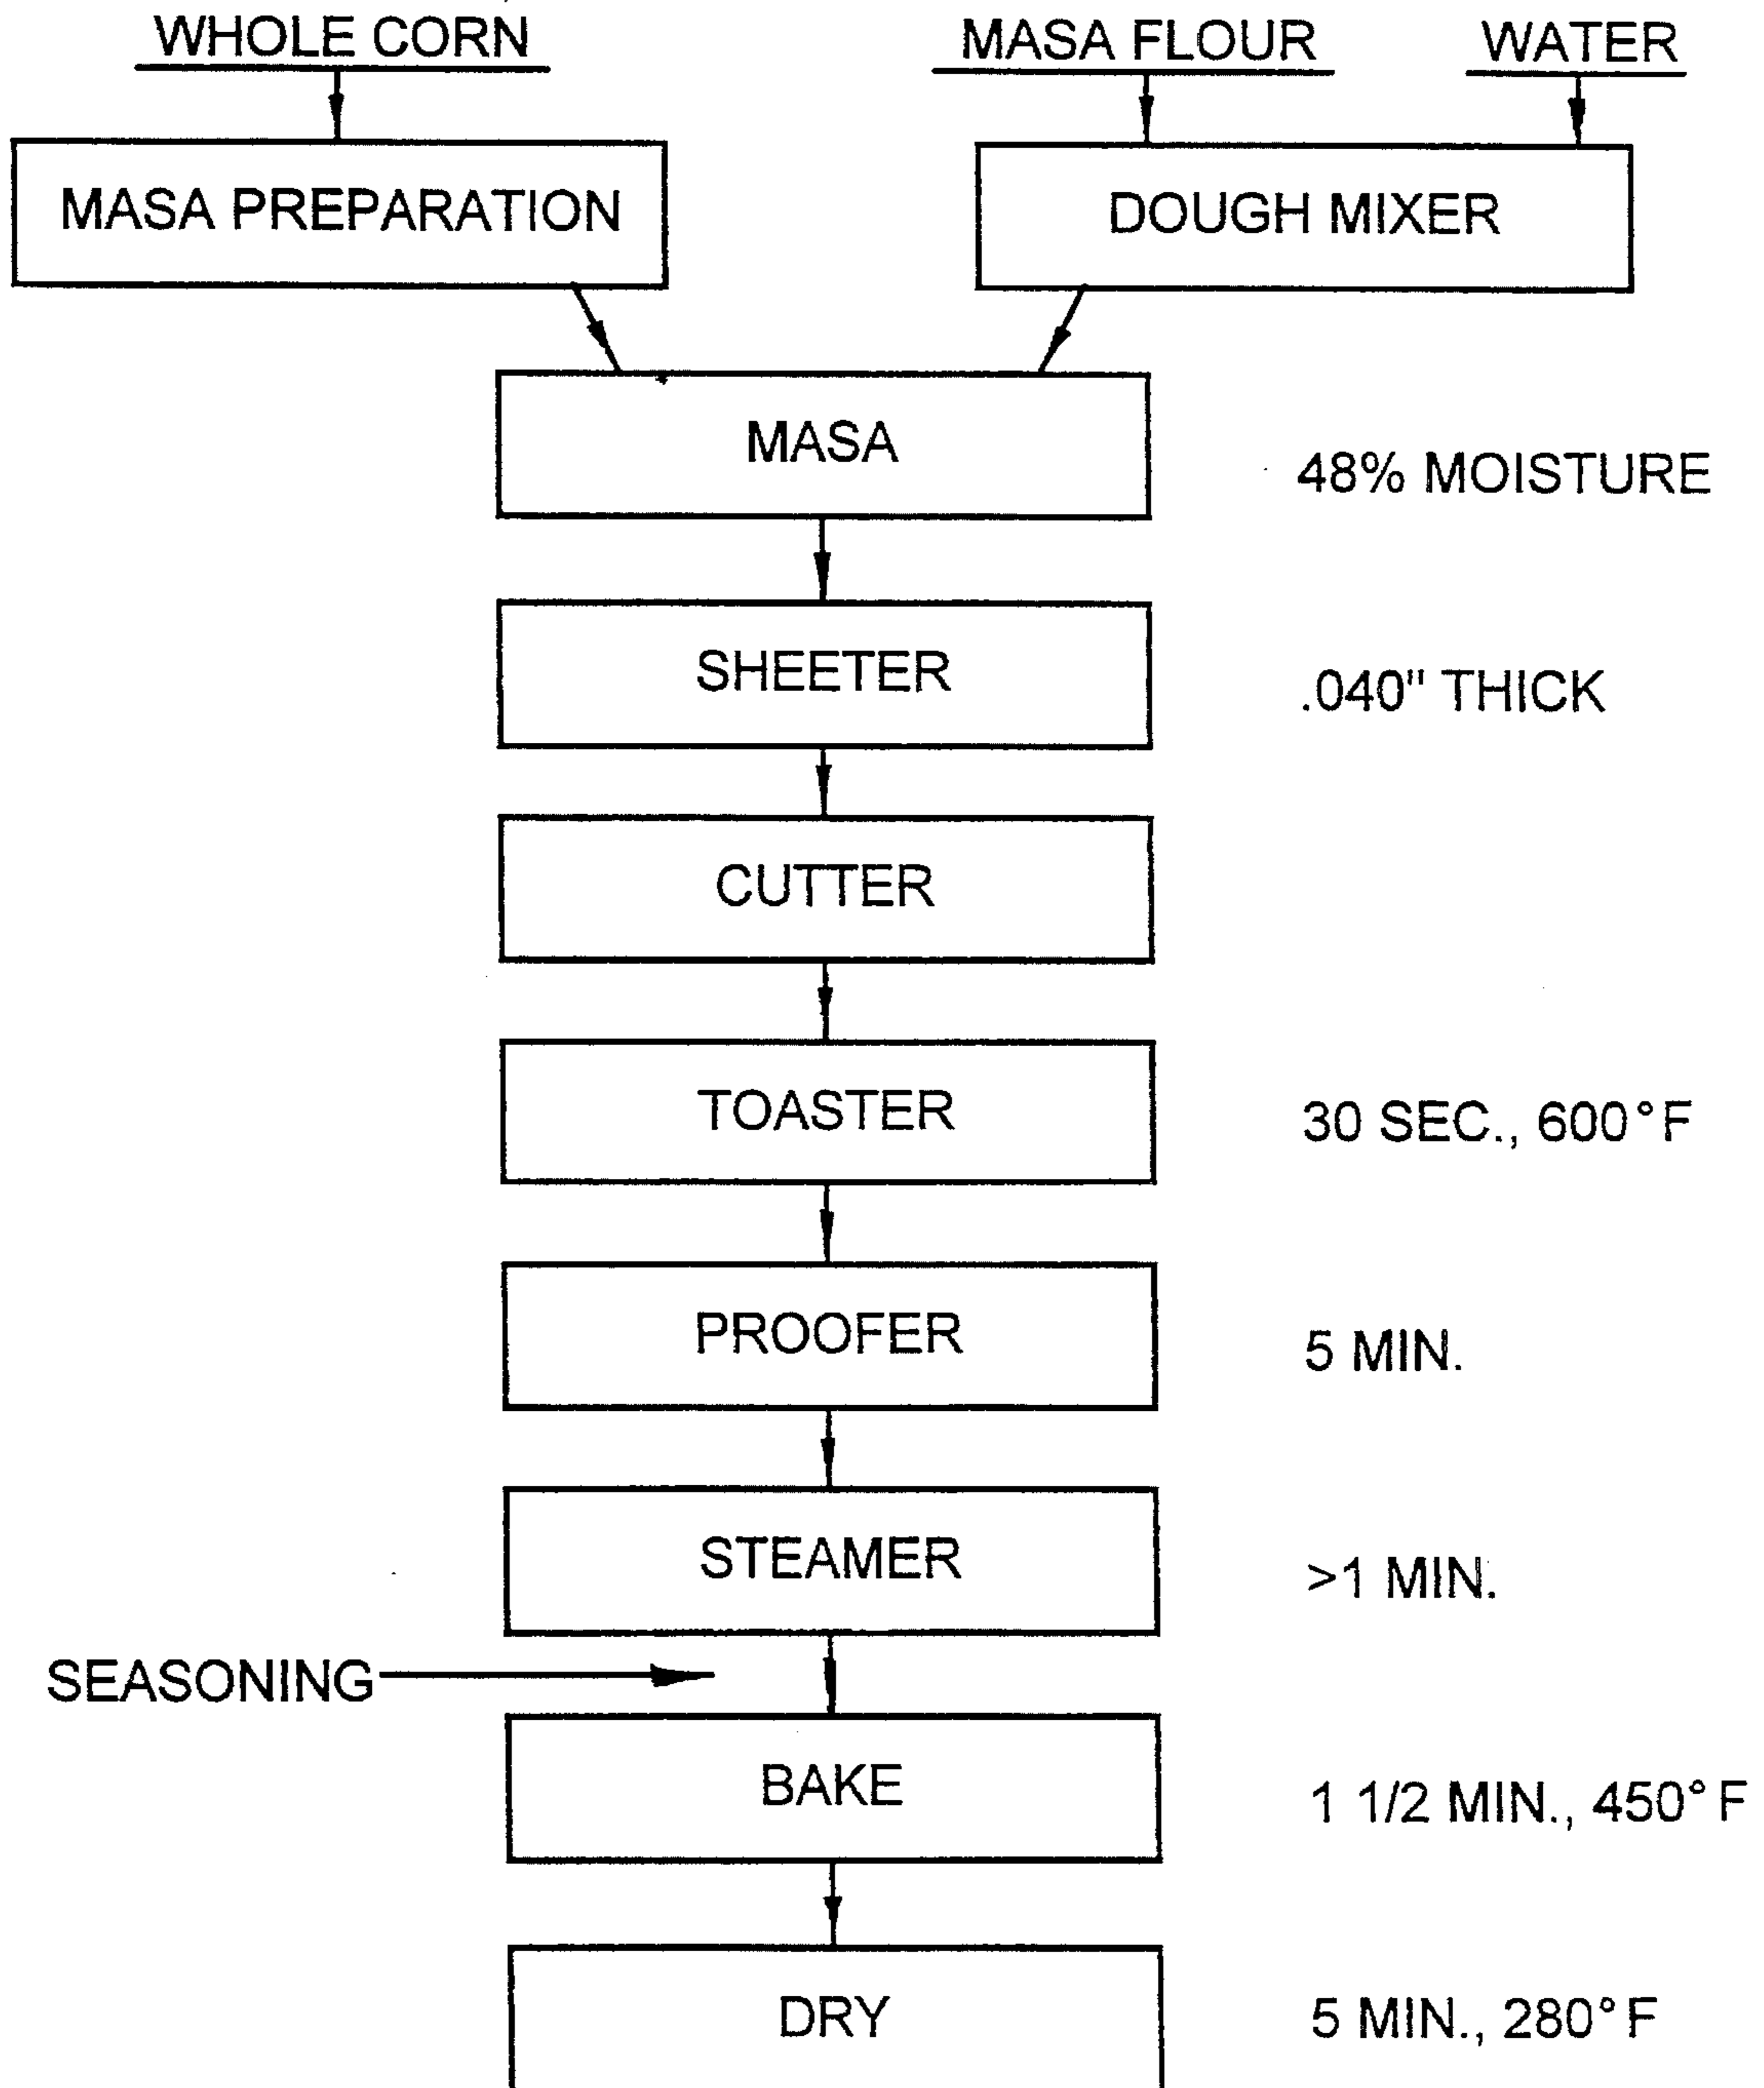 WHOLE CORN
MASA FLOUR
WATER
MASA PREPARATION
DOUGH MIXER
MASA
48% MOISTURE
SHEETER
.040" THICK
CUTTER
TOASTER
30 SEC., 600°F
PROOFER
5 MIN.
STEAMER
>1 MIN.
SEASONING
BAKE
1 1/2 MIN., 450°F
DRY
5 MIN., 280°F